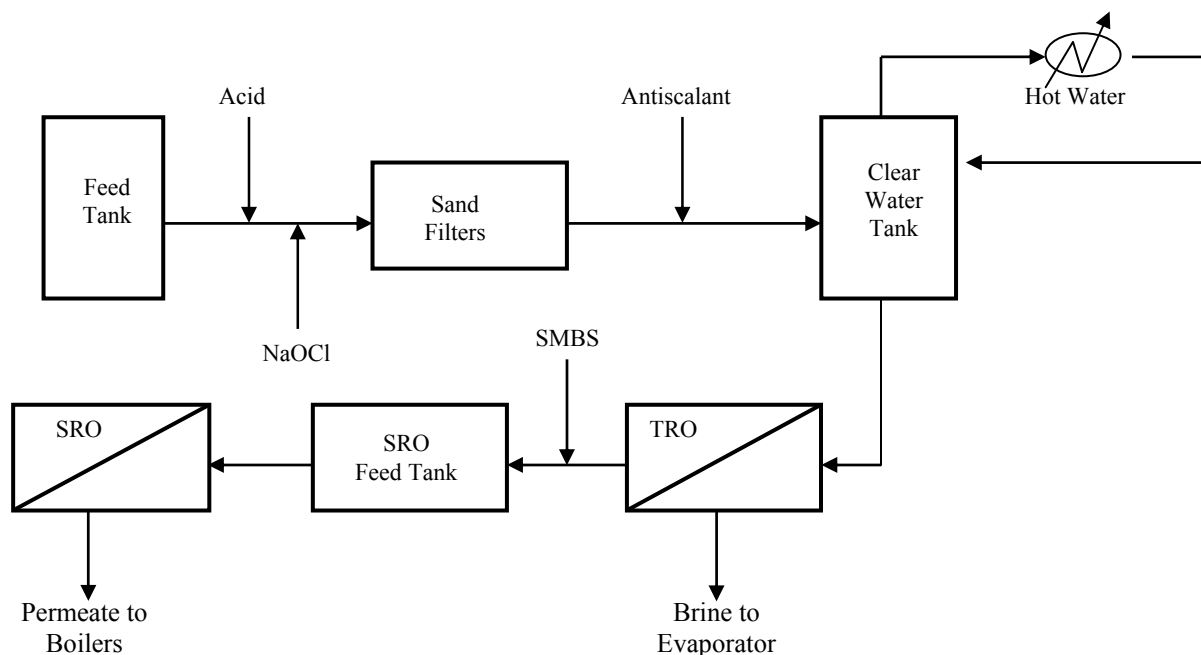 Hot Water
Acid
Antiscalant
Feed
Tank
Sand
Filters
Clear
Water
Tank
NaOCl
SMBS
SRO
SRO
Feed Tank
TRO
Permeate to
Boilers
Brine to
Evaporator